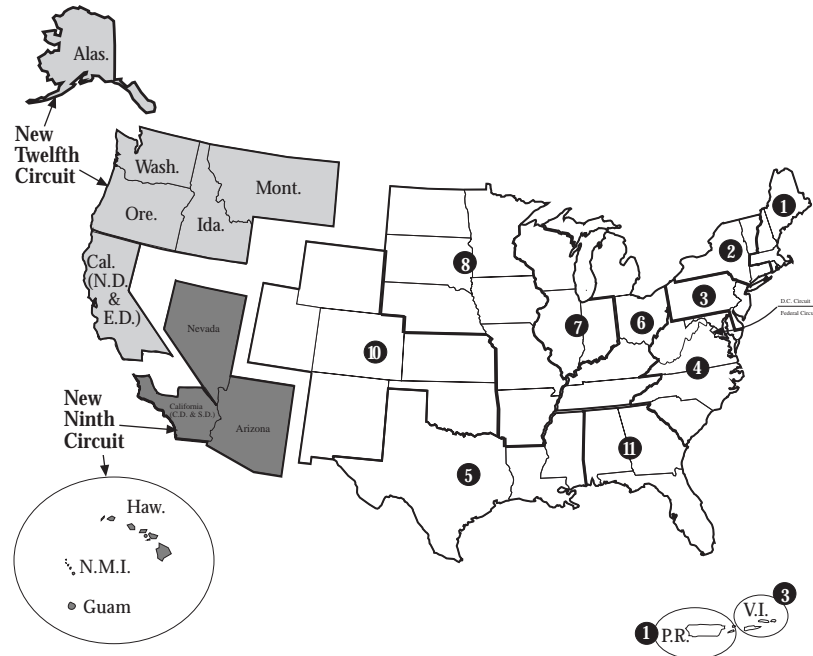 Alas.
New
Twelfth
Circuit
Wash.
Mont.
Ore.
Ida.
Cal.
(N.D.
&
E.D.)
Nevada
California
(C.D. & S.D.)
Arizona
New
Ninth
Circuit
Haw.
N.M.I.
Guam
1
2
3
D.C. Circuit
Federal Circu
4
5
6
7
8
10
11
1
P.R.
V.I.
3